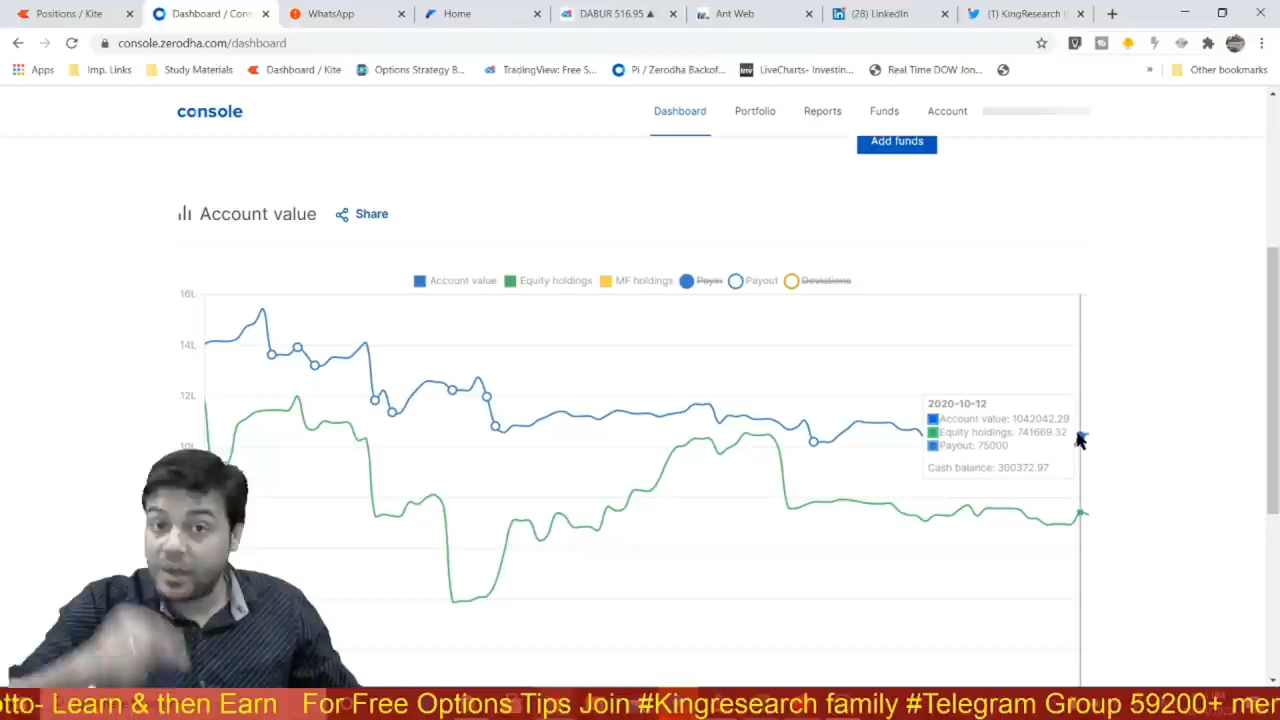 Positions / Kite
Dashboard / Cons
WhatsApp
Home
DABUR 516.95 ▲
Ant Web
(28) LinkedIn
(1) KingResearch (
console.zerodha.com/dashboard
Apps
Imp. Links
Study Materials
Dashboard / Kite
Options Strategy B...
TradingView: Free S...
Pi / Zerodha Backof...
LiveCharts- Investin...
Real Time DOW Jon...
Other bookmarks
console
Dashboard
Portfolio
Reports
Funds
Account
Add funds
Account value
Share
Account value
Equity holdings
MF holdings
Payin
Payout
Deviations
16L
14L
12L
10L
2020-10-12
Account value: 1042042.29
Equity holdings: 741669.32
Payout: 75000
Cash balance: 300372.97
otto- Learn & then Earn For Free Options Tips Join #Kingresearch family #Telegram Group 59200+ mem